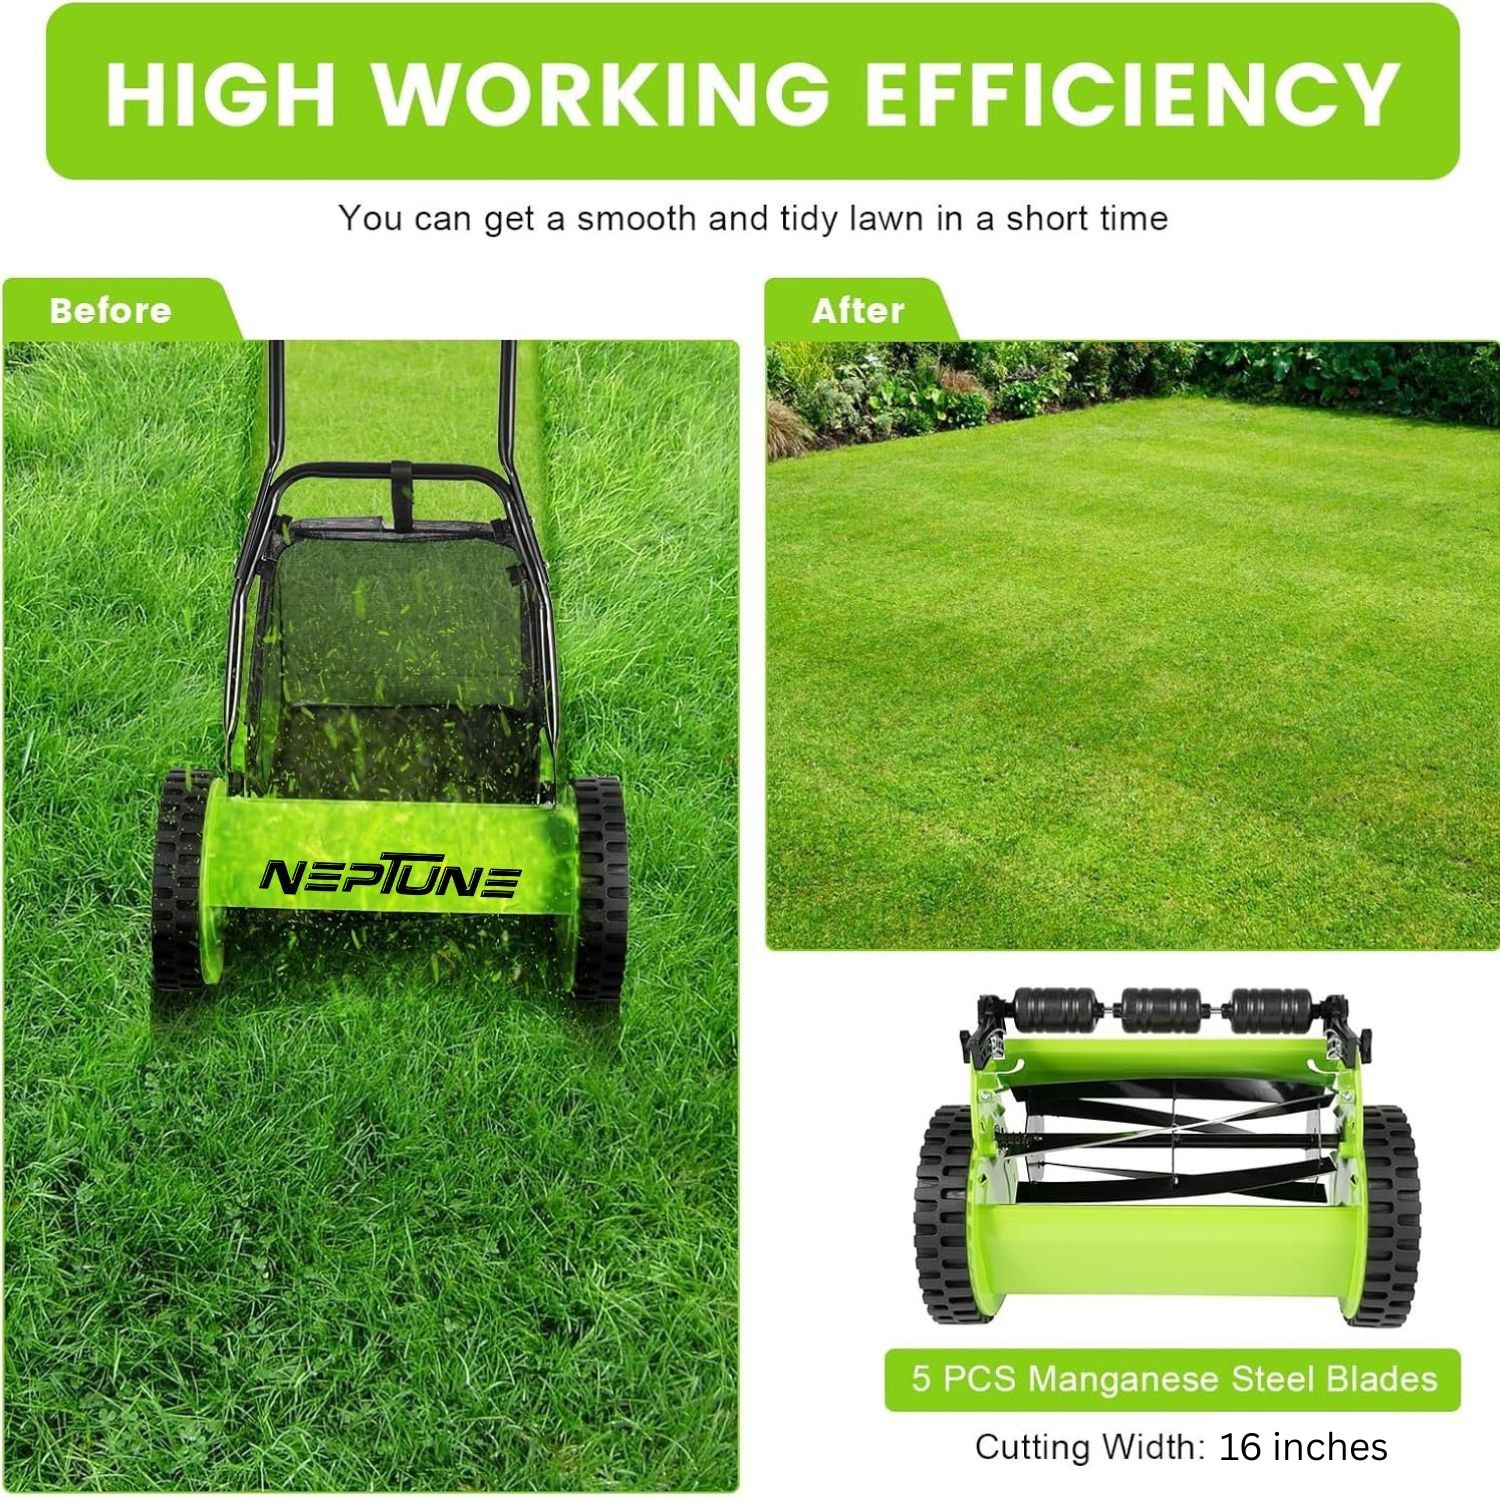 HIGH WORKING EFFICIENCY
You can get a smooth and tidy lawn in a short time
Before
After
NEPTUNE
5 PCS Manganese Steel Blades
Cutting Width: 16 inches